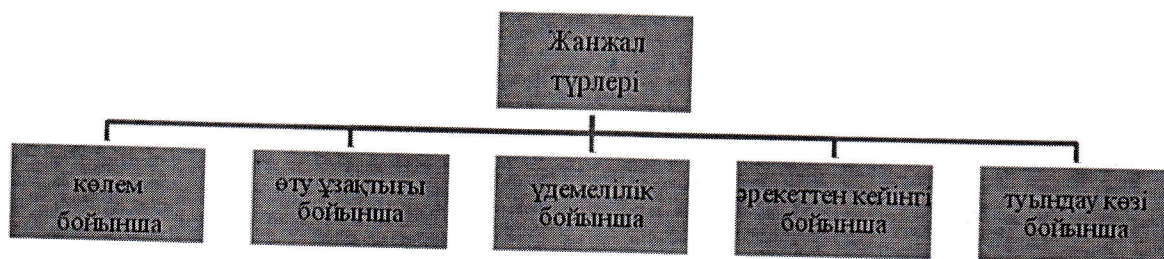 Жанжал
түрлері
көлем
бойынша
өту ұзақтығы
бойынша
үдемелілік
бойынша
әрекеттен кейінгі
бойынша
туындау көзі
бойынша